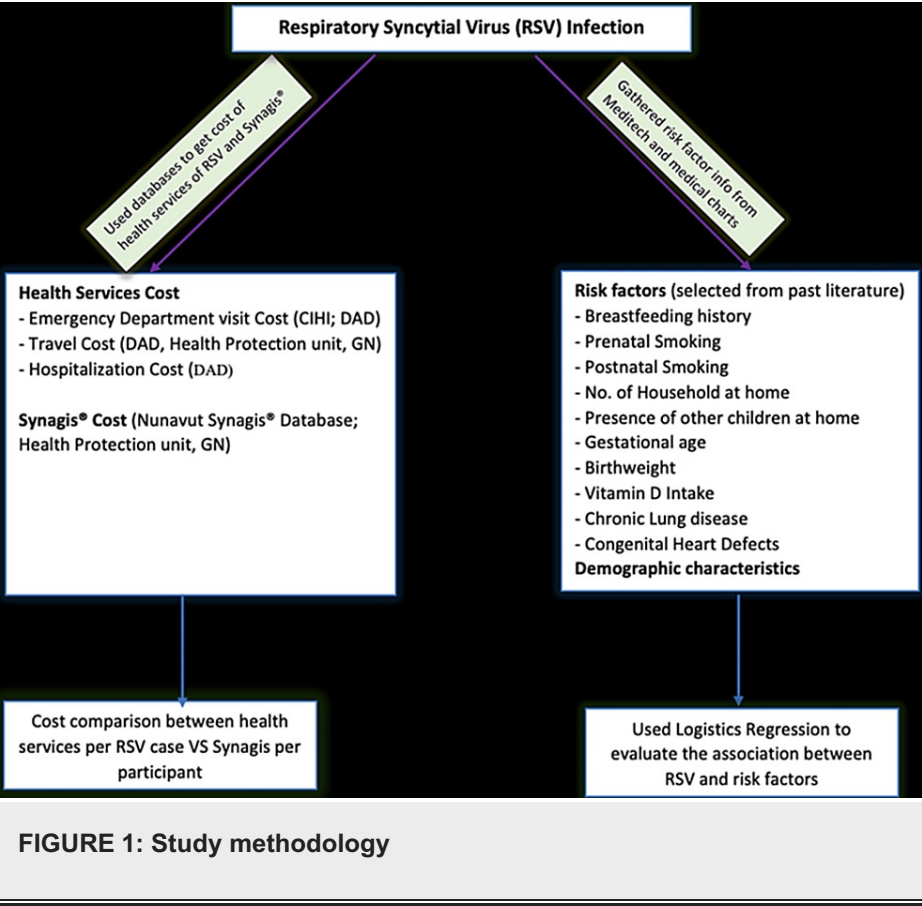 Respiratory Syncytial Virus (RSV) Infection
Used databases to get cost of
health services of RSV and Synagis®
Gathered risk factor info from
Meditech and medical charts
Health Services Cost
- Emergency Department visit Cost (CIHI; DAD)
- Travel Cost (DAD, Health Protection unit, GN)
- Hospitalization Cost (DAD)
Synagis® Cost (Nunavut Synagis® Database;
Health Protection unit, GN)
Risk factors (selected from past literature)
- Breastfeeding history
- Prenatal Smoking
- Postnatal Smoking
- No. of Household at home
- Presence of other children at home
- Gestational age
- Birthweight
- Vitamin D Intake
- Chronic Lung disease
- Congenital Heart Defects
Demographic characteristics
Cost comparison between health
services per RSV case VS Synagis per
participant
Used Logistics Regression to
evaluate the association between
RSV and risk factors
FIGURE 1: Study methodology